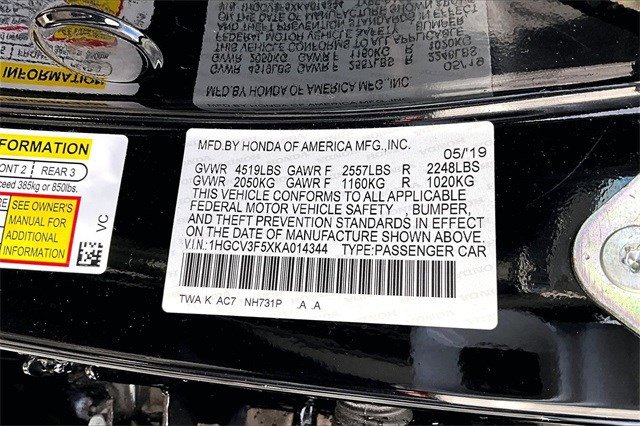 FORMATION
ONT 2 REAR 3
ceed 385kg or 850lbs.
SEE OWNER'S
MANUAL FOR
ADDITIONAL
INFORMATION
VC
MFD.BY HONDA OF AMERICA MFG.,INC.
05/'19
GVWR 4519LBS GAWR F 2557LBS R 2248LBS
GVWR 2050KG GAWR F 1160KG R 1020KG
THIS VEHICLE CONFORMS TO ALL APPLICABLE
FEDERAL MOTOR VEHICLE SAFETY , BUMPER,
AND THEFT PREVENTION STANDARDS IN EFFECT
ON THE DATE OF MANUFACTURE SHOWN ABOVE.
V.I.N.:1HGCV3F5XKA014344 TYPE:PASSENGER CAR
TWA K AC7 NH731P .A .A